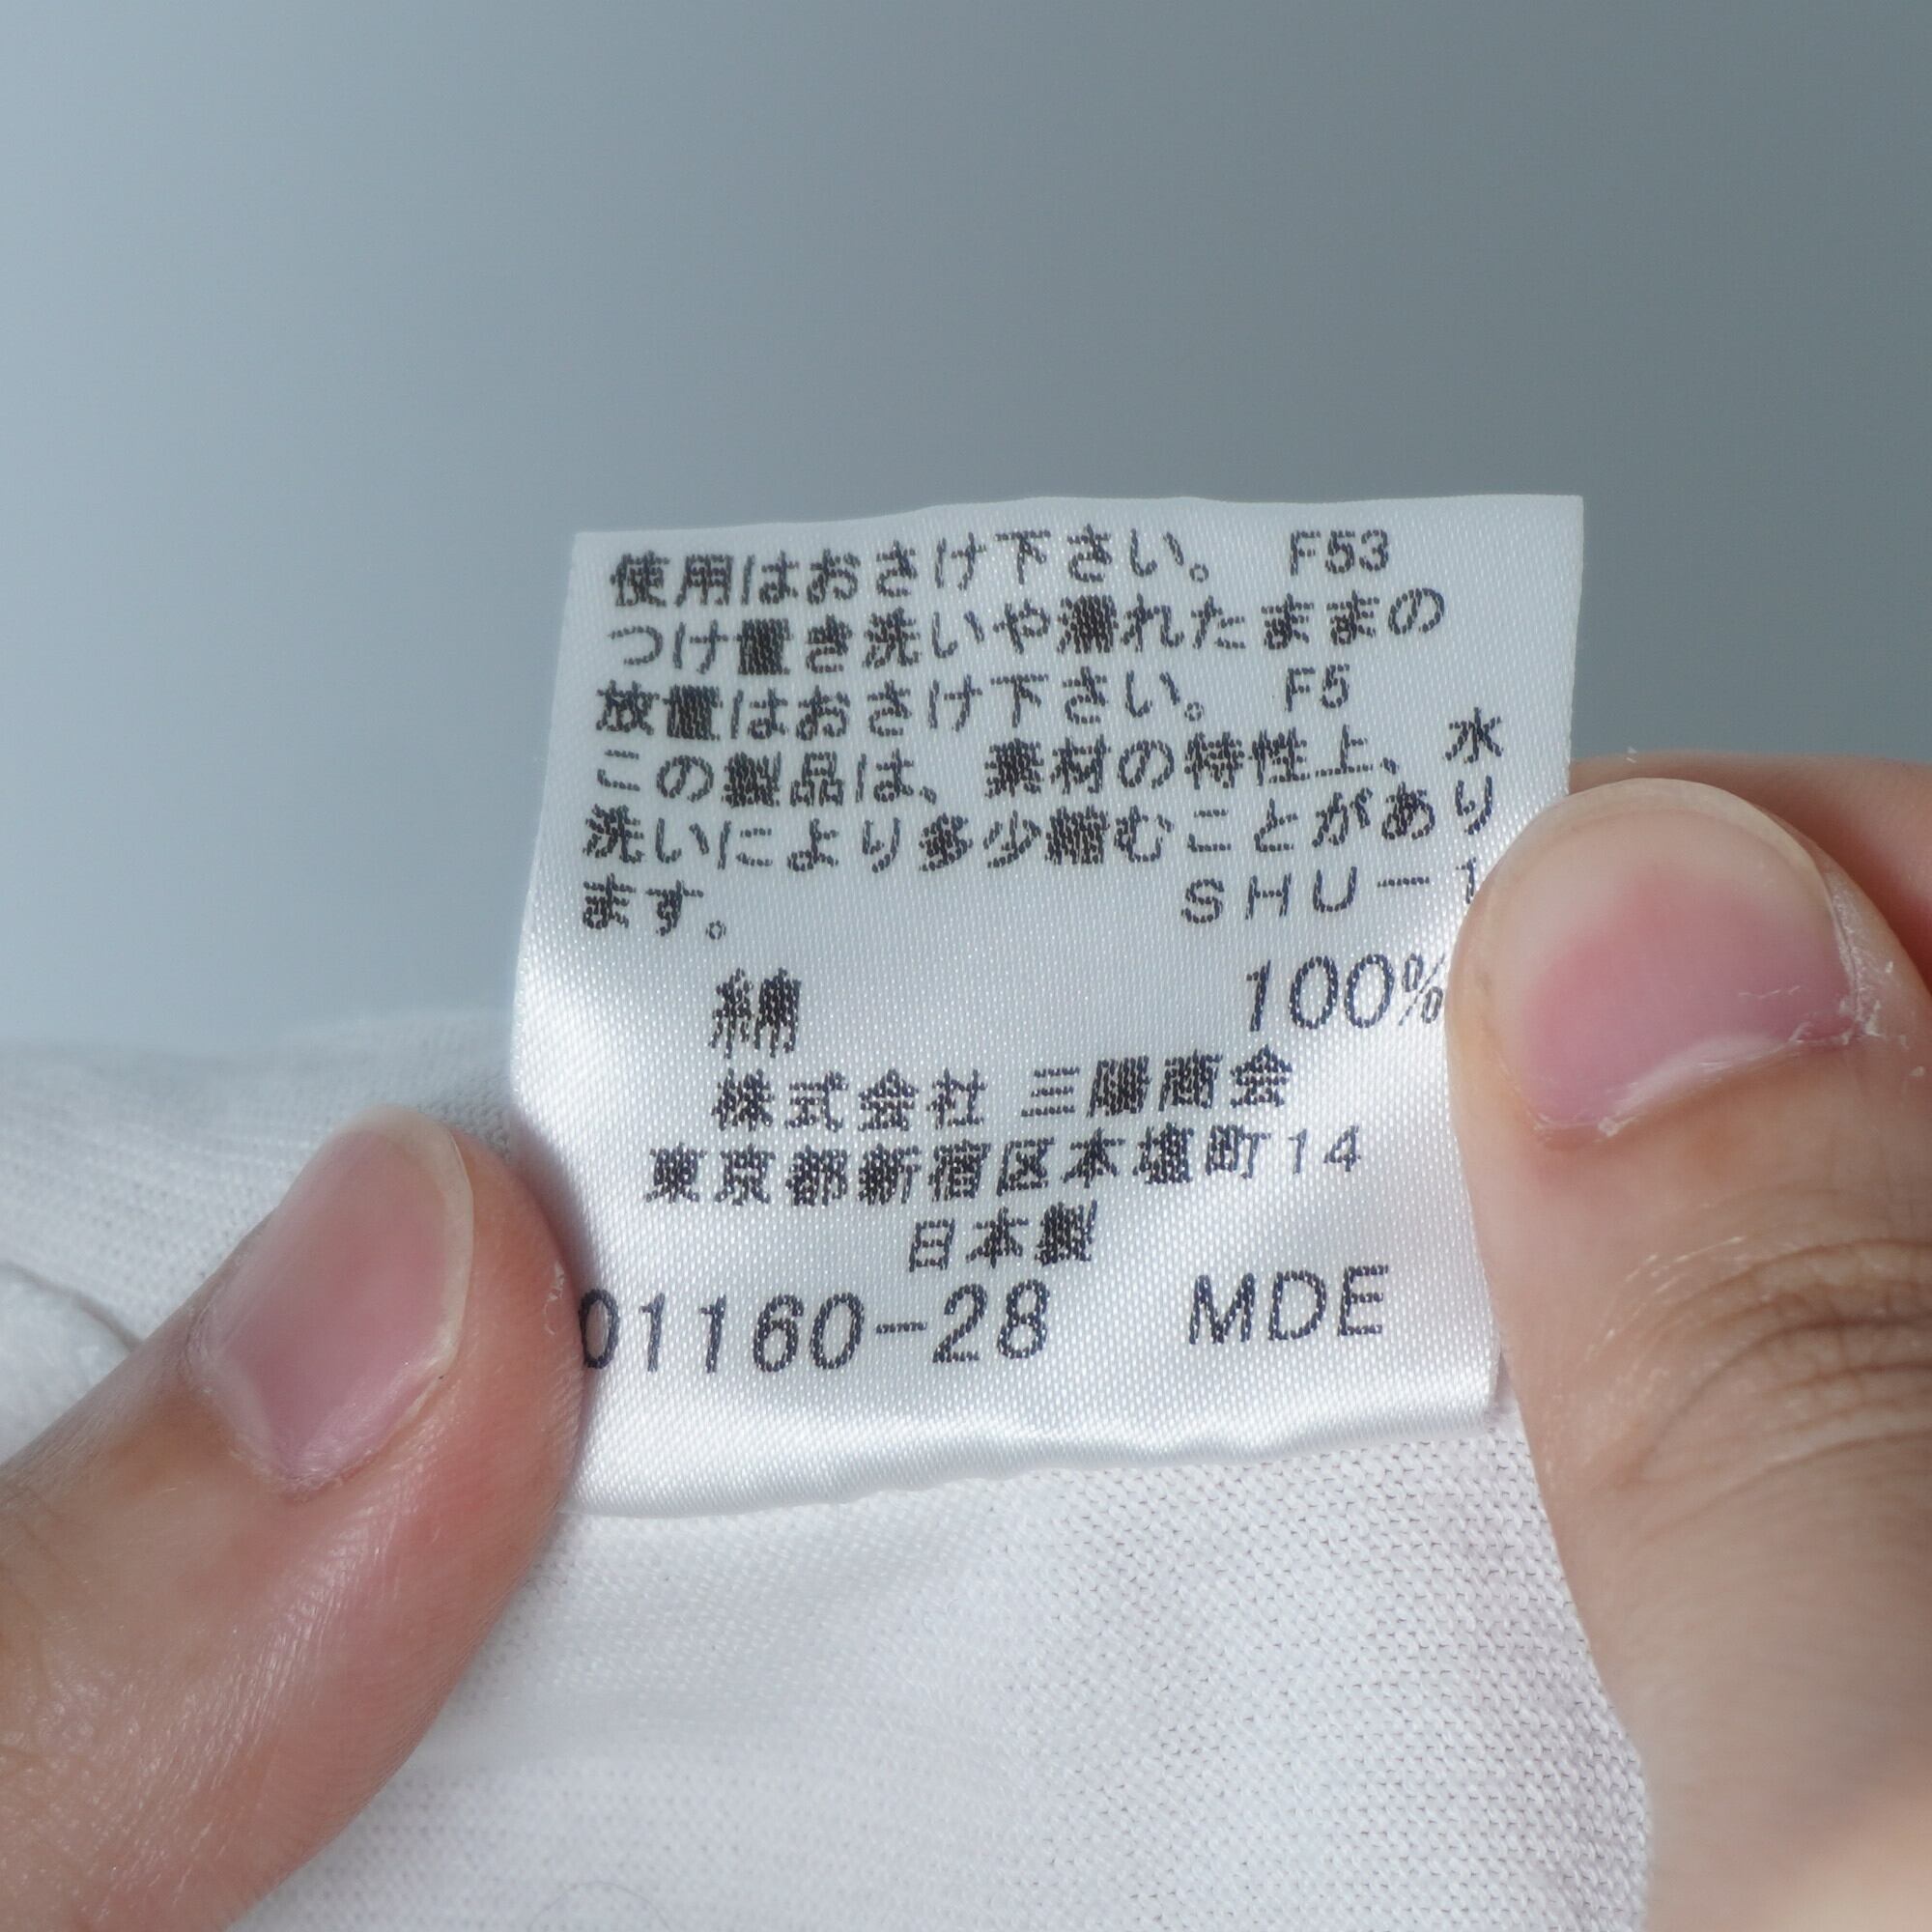 使用はおさけ下さい。 F53
つけ置き洗いや濡れたままの
放置はおさけ下さい。 F5
この製品は、素材の特性上、水
洗いにより多少縮むことがあり
ます。 SHU-1
綿 100%
株式会社 三陽商会
東京都新宿区本塩町14
日本製
01160-28 MDE